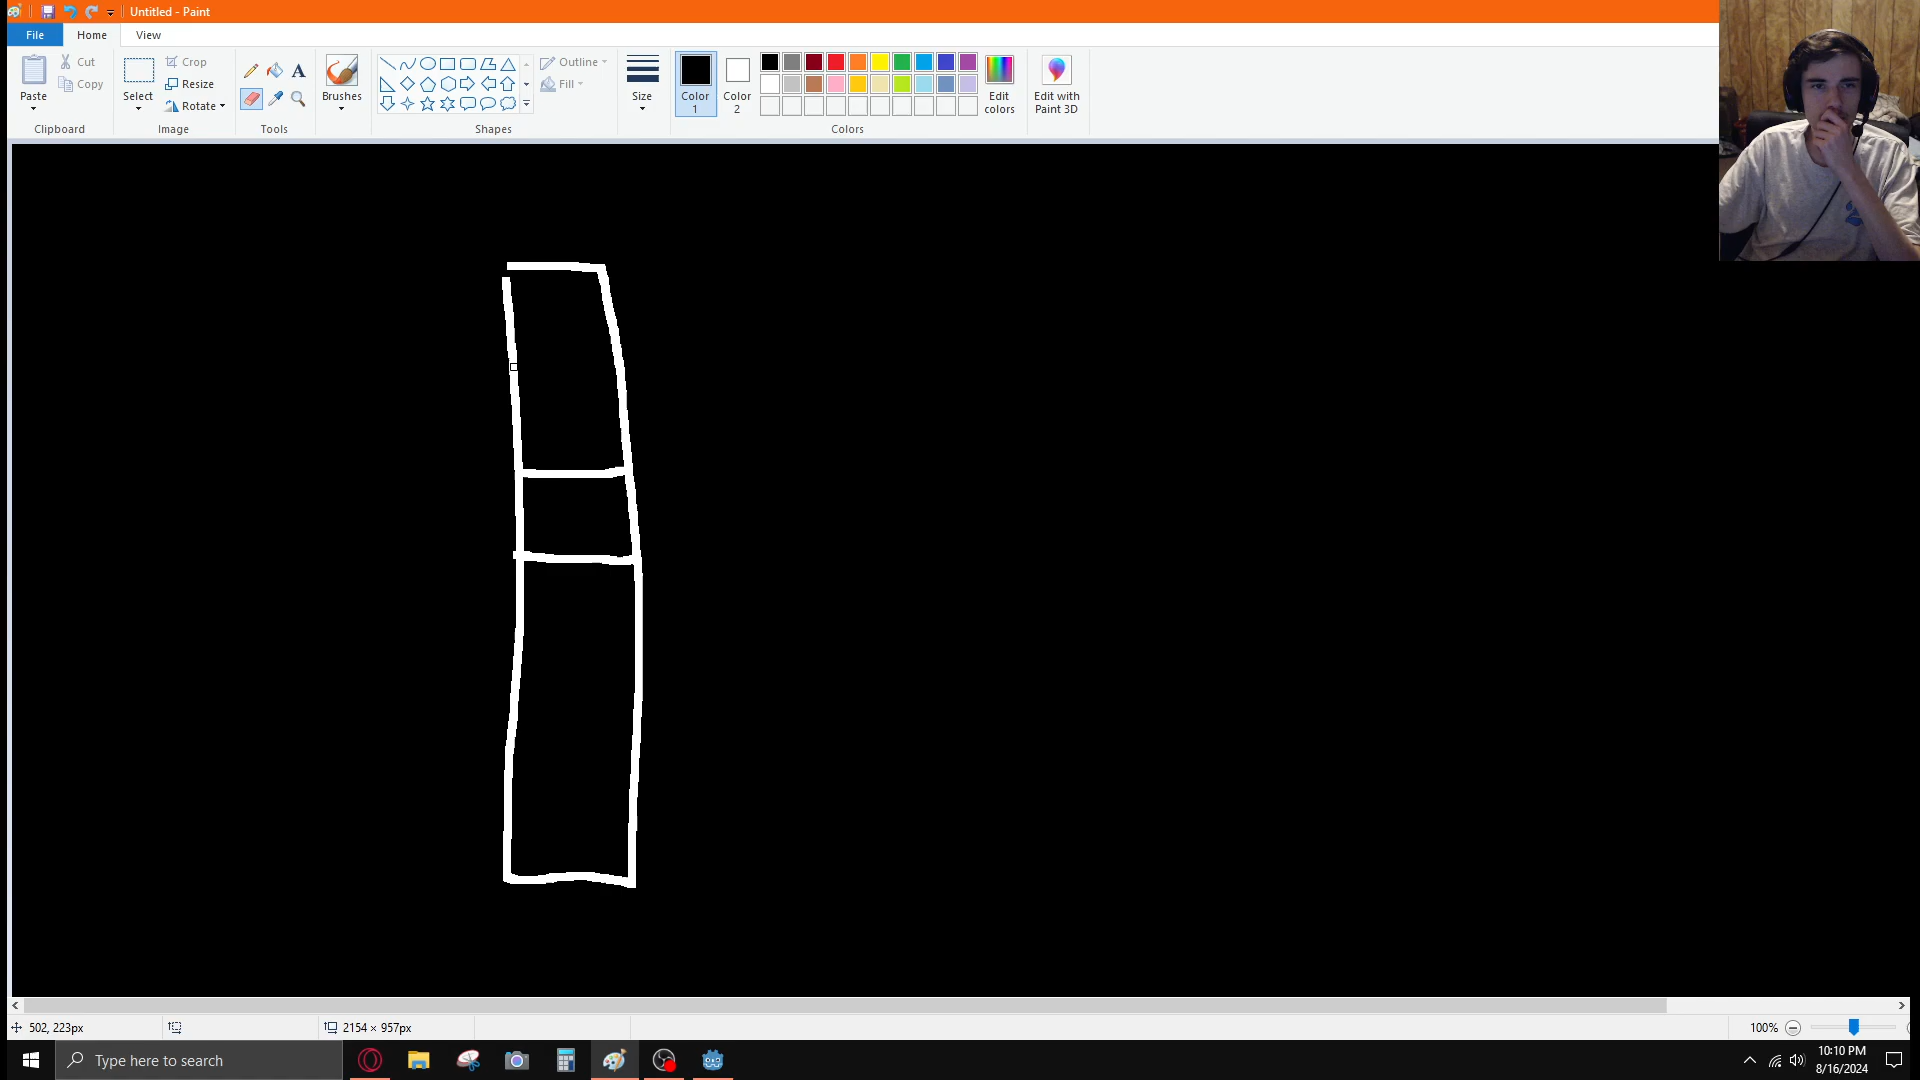 Untitled - Paint
File Home View
Paste
Cut
Copy
Clipboard
Select
Crop
Resize
Rotate
Image
Tools
Brushes
Shapes
Outline
Fill
Size
Color 1
Color 2
Colors
Edit colors
Edit with Paint 3D
502, 223px
2154 × 957px
100%
Type here to search
10:10 PM
8/16/2024